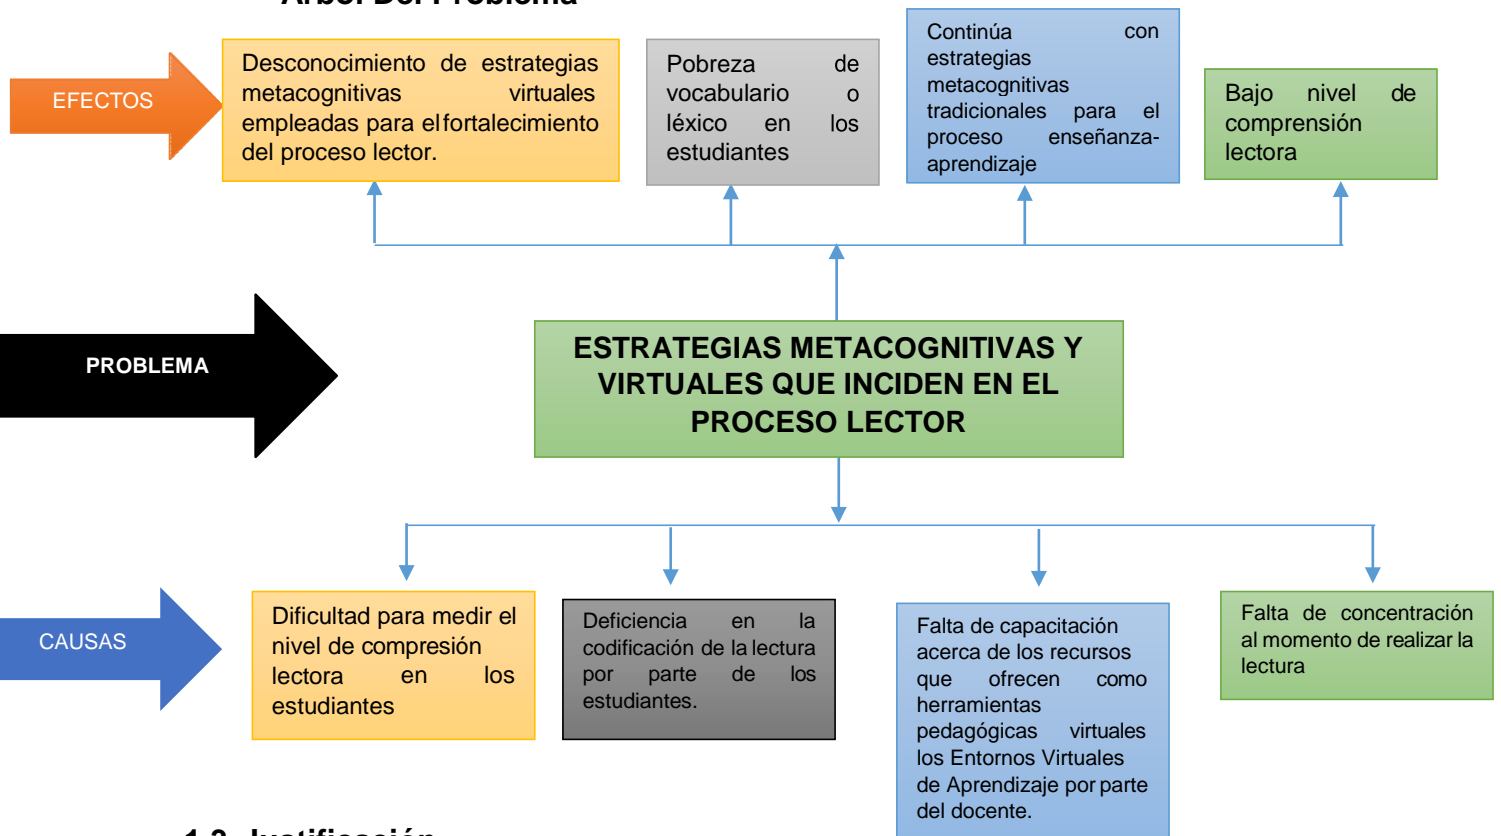 Árbol Del Problema
EFECTOS
Desconocimiento de estrategias
metacognitivas virtuales
empleadas para el fortalecimiento
del proceso lector.
Pobreza de
vocabulario o
léxico en los
estudiantes
Continúa con
estrategias
metacognitivas
tradicionales para el
proceso enseñanza-
aprendizaje
Bajo nivel de
comprensión
lectora
PROBLEMA
ESTRATEGIAS METACOGNITIVAS Y
VIRTUALES QUE INCIDEN EN EL
PROCESO LECTOR
CAUSAS
Dificultad para medir el
nivel de compresión
lectora en los
estudiantes
Deficiencia en la
codificación de la lectura
por parte de los
estudiantes.
Falta de capacitación
acerca de los recursos
que ofrecen como
herramientas
pedagógicas virtuales
los Entornos Virtuales
de Aprendizaje por parte
del docente.
Falta de concentración
al momento de realizar la
lectura
Justificación